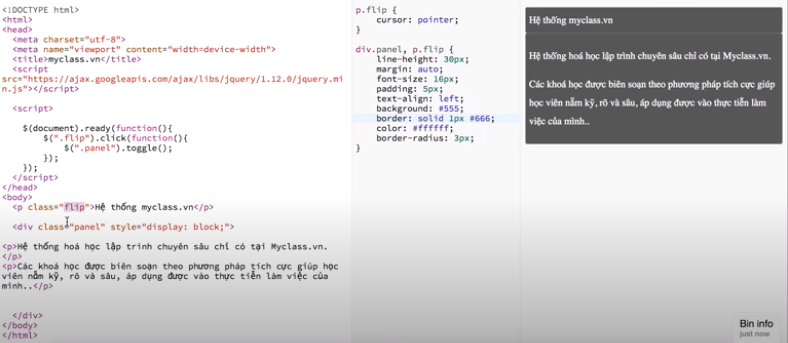 <!DOCTYPE html>
<html>
<head>
<meta charset="utf-8">
<meta name="viewport" content="width=device-width">
<title>myclass.vn</title>
<script
src="https://ajax.googleapis.com/ajax/libs/jquery/1.12.0/jquery.mi
n.js"></script>
<script>
$(document).ready(function(){
$(".flip").click(function(){
$(".panel").toggle();
});
});
</script>
</head>
<body>
<p class="flip">Hệ thống myclass.vn</p>
<div class="panel" style="display: block;">
<p>Hệ thống hoá học lập trình chuyên sâu chỉ có tại Myclass.vn.
</p>
<p>Các khoá học được biên soạn theo phương pháp tích cực giúp học
viên nắm kỹ, rõ và sâu, áp dụng được vào thực tiễn làm việc của
mình..</p>
</div>
</body>
</html>
p.flip {
cursor: pointer;
}
div.panel, p.flip {
line-height: 30px;
margin: auto;
font-size: 16px;
padding: 5px;
text-align: left;
background: #555;
border: solid 1px #666;
color: #ffffff;
border-radius: 3px;
}
Hệ thống myclass.vn
Hệ thống hoá học lập trình chuyên sâu chỉ có tại Myclass.vn.
Các khoá học được biên soạn theo phương pháp tích cực giúp
học viên nắm kỹ, rõ và sâu, áp dụng được vào thực tiễn làm
việc của mình..
Bin info
just now